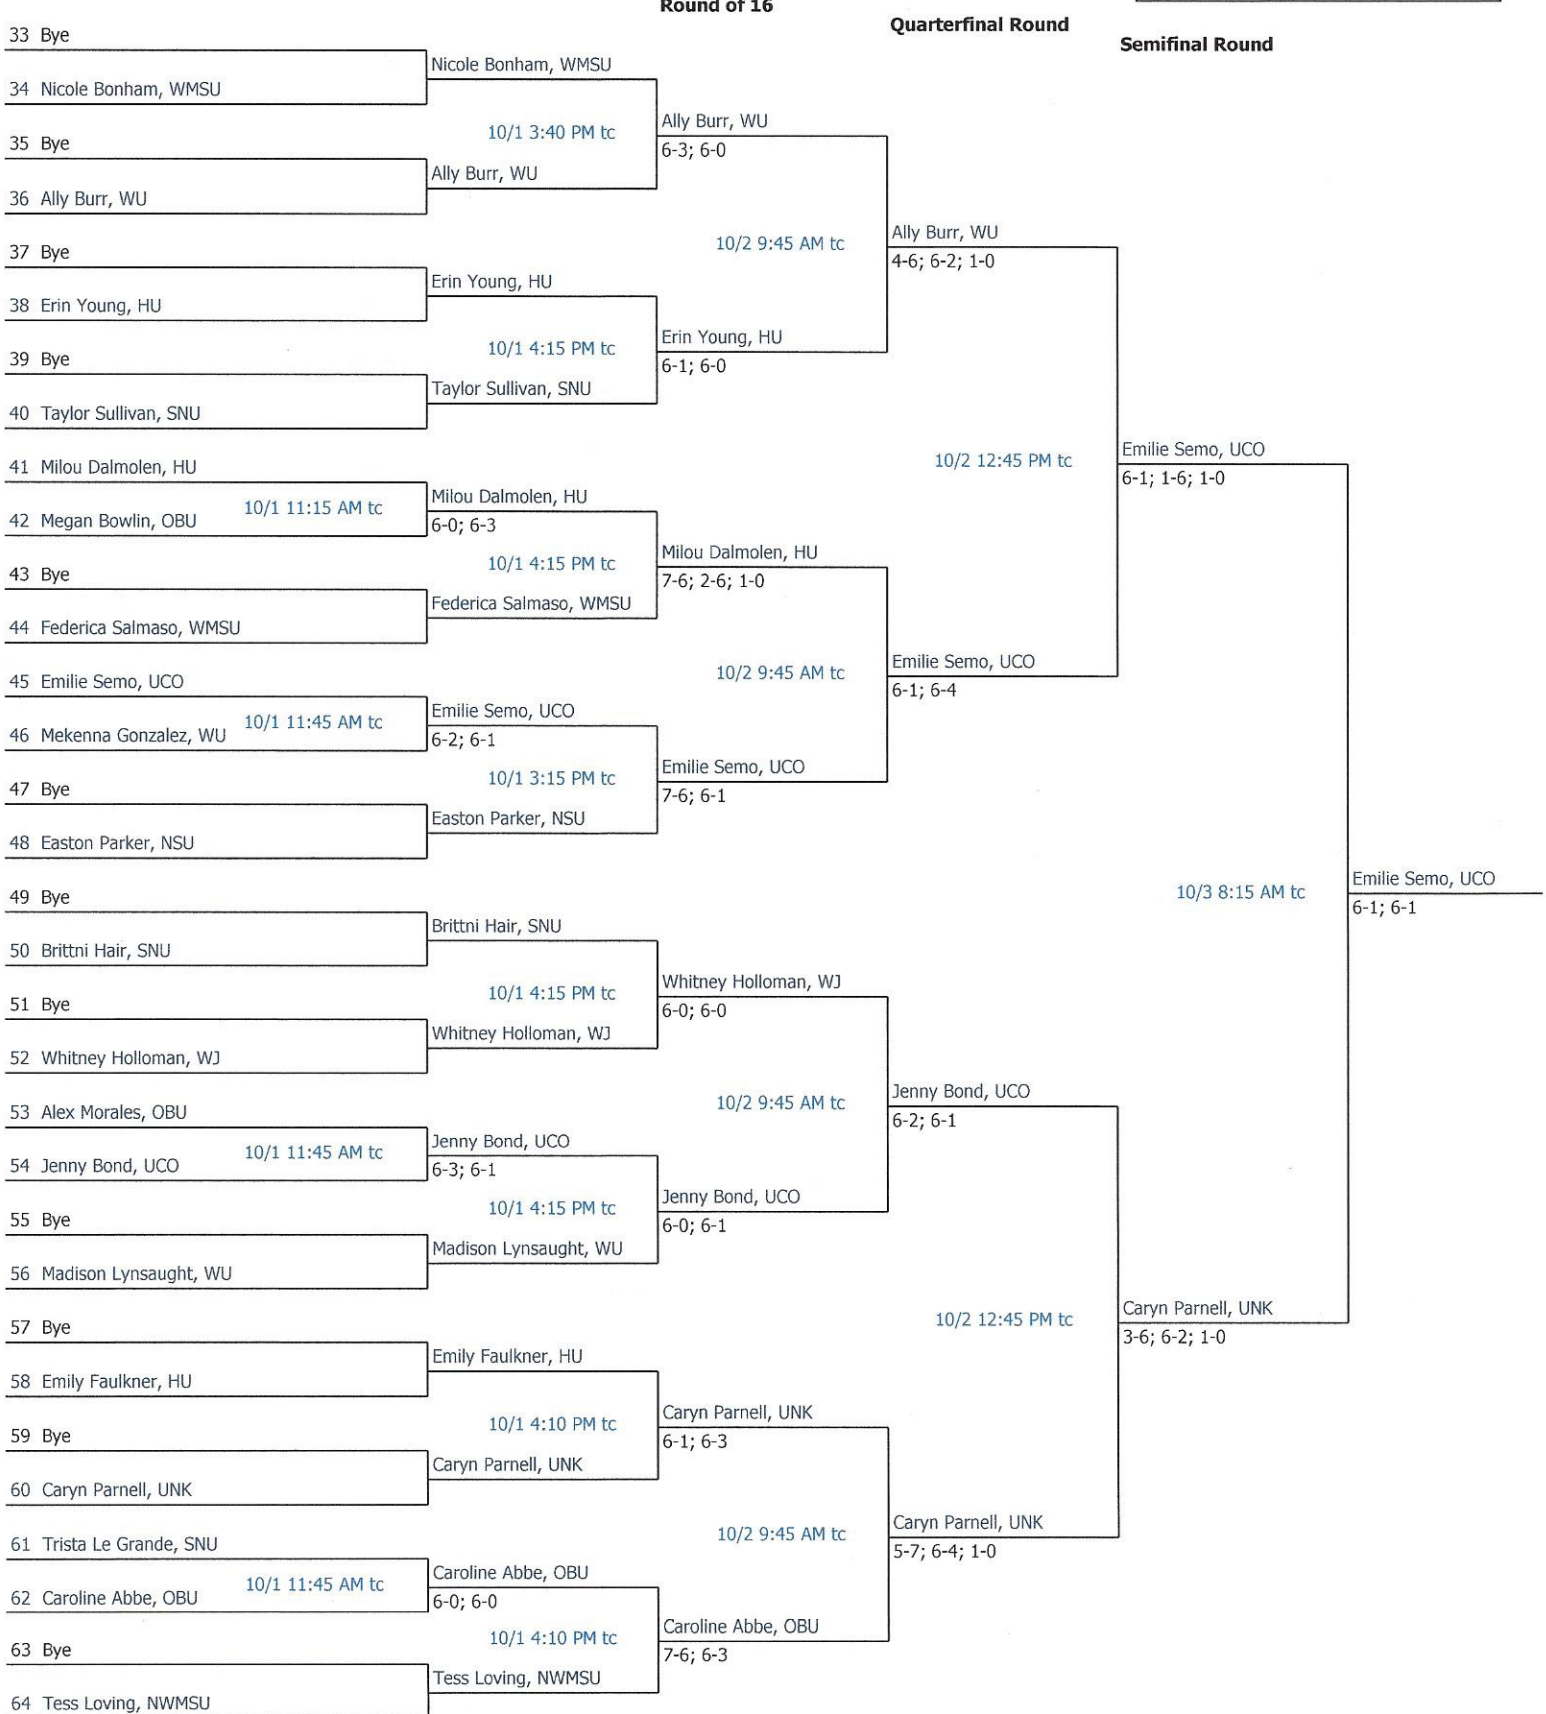 Round of 16
Quarterfinal Round
Semifinal Round
33 Bye
Nicole Bonham, WMSU
34 Nicole Bonham, WMSU
10/1 3:40 PM tc
Ally Burr, WU
6-3; 6-0
35 Bye
Ally Burr, WU
36 Ally Burr, WU
10/2 9:45 AM tc
Ally Burr, WU
4-6; 6-2; 1-0
37 Bye
Erin Young, HU
38 Erin Young, HU
10/1 4:15 PM tc
Erin Young, HU
6-1; 6-0
39 Bye
Taylor Sullivan, SNU
40 Taylor Sullivan, SNU
10/2 12:45 PM tc
Emilie Semo, UCO
6-1; 1-6; 1-0
41 Milou Dalmolen, HU
10/1 11:15 AM tc
Milou Dalmolen, HU
6-0; 6-3
42 Megan Bowlin, OBU
10/1 4:15 PM tc
Milou Dalmolen, HU
7-6; 2-6; 1-0
43 Bye
Federica Salmaso, WMSU
44 Federica Salmaso, WMSU
10/2 9:45 AM tc
Emilie Semo, UCO
6-1; 6-4
45 Emilie Semo, UCO
10/1 11:45 AM tc
Emilie Semo, UCO
6-2; 6-1
46 Mekenna Gonzalez, WU
10/1 3:15 PM tc
Emilie Semo, UCO
7-6; 6-1
47 Bye
Easton Parker, NSU
48 Easton Parker, NSU
10/3 8:15 AM tc
Emilie Semo, UCO
6-1; 6-1
49 Bye
Brittni Hair, SNU
50 Brittni Hair, SNU
10/1 4:15 PM tc
Whitney Holloman, WJ
6-0; 6-0
51 Bye
Whitney Holloman, WJ
52 Whitney Holloman, WJ
10/2 9:45 AM tc
Jenny Bond, UCO
6-2; 6-1
53 Alex Morales, OBU
10/1 11:45 AM tc
Jenny Bond, UCO
6-3; 6-1
54 Jenny Bond, UCO
10/1 4:15 PM tc
Jenny Bond, UCO
6-0; 6-1
55 Bye
Madison Lynsaught, WU
56 Madison Lynsaught, WU
10/2 12:45 PM tc
Caryn Parnell, UNK
3-6; 6-2; 1-0
57 Bye
Emily Faulkner, HU
58 Emily Faulkner, HU
10/1 4:10 PM tc
Caryn Parnell, UNK
6-1; 6-3
59 Bye
Caryn Parnell, UNK
60 Caryn Parnell, UNK
10/2 9:45 AM tc
Caryn Parnell, UNK
5-7; 6-4; 1-0
61 Trista Le Grande, SNU
10/1 11:45 AM tc
Caroline Abbe, OBU
6-0; 6-0
62 Caroline Abbe, OBU
10/1 4:10 PM tc
Caroline Abbe, OBU
7-6; 6-3
63 Bye
Tess Loving, NWMSU
64 Tess Loving, NWMSU